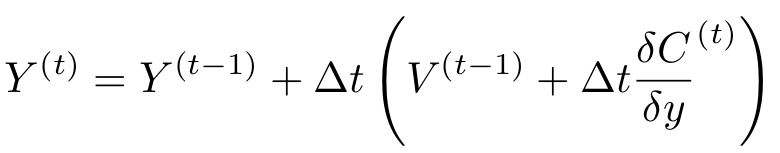 Y^{(t)} = Y^{(t-1)} + \Delta t \left( V^{(t-1)} + \Delta t \frac{\delta C}{\delta y}^{(t)} \right)